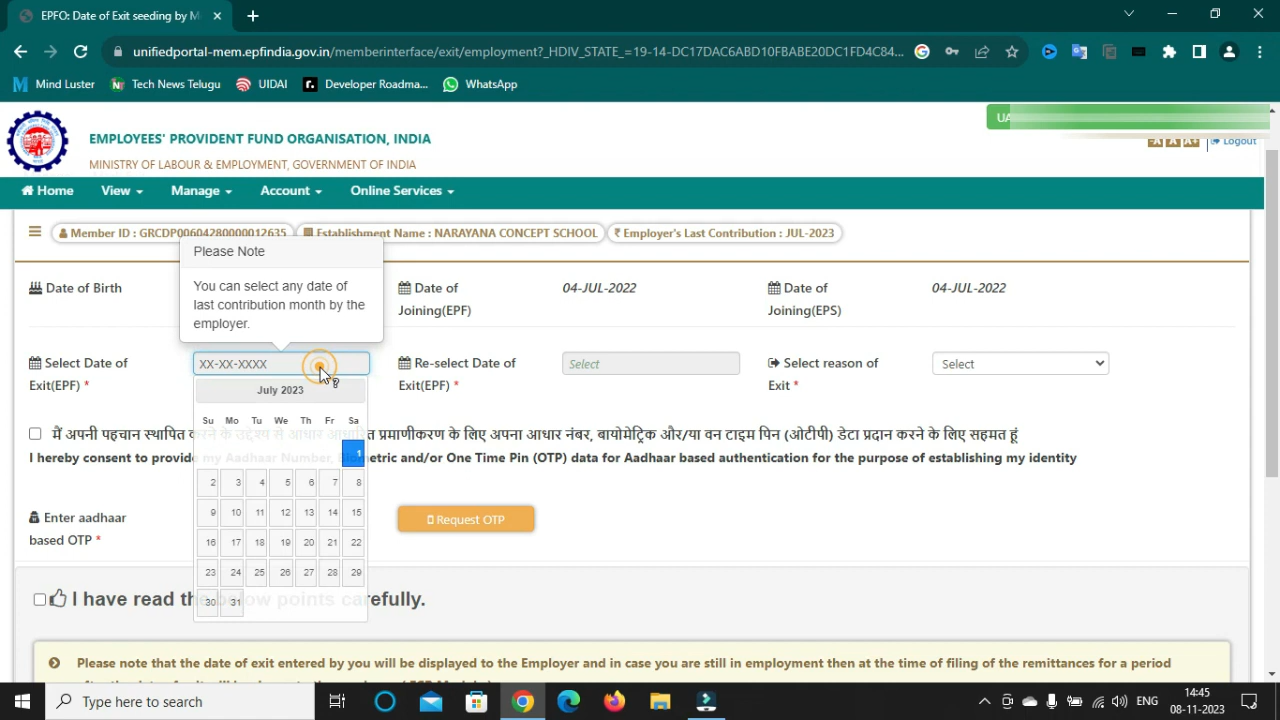 EPFO: Date of Exit seeding by M
unifiedportal-mem.epfindia.gov.in/memberinterface/exit/employment?_HDIV_STATE_=19-14-DC17DAC6ABD10FBABE20DC1FD4C84...
Mind Luster
Tech News Telugu
UIDAI
Developer Roadma...
WhatsApp
UA
EMPLOYEES' PROVIDENT FUND ORGANISATION, INDIA
MINISTRY OF LABOUR & EMPLOYMENT, GOVERNMENT OF INDIA
-A A A+ Logout
Home View Manage Account Online Services
Member ID : GRCDP00604280000012635 Establishment Name : NARAYANA CONCEPT SCHOOL ₹ Employer's Last Contribution : JUL-2023
Please Note
You can select any date of
last contribution month by the
employer.
Date of Birth
Date of
Joining(EPF)
04-JUL-2022
Date of
Joining(EPS)
04-JUL-2022
Select Date of
Exit(EPF) *
XX-XX-XXXX
Re-select Date of
Exit(EPF) *
Select
Select reason of
Exit *
Select
July 2023
Su Mo Tu We Th Fr Sa
1
2 3 4 5 6 7 8
9 10 11 12 13 14 15
16 17 18 19 20 21 22
23 24 25 26 27 28 29
30 31
मैं अपनी पहचान स्थापित करने के उद्देश्य से आधार आधारित प्रमाणीकरण के लिए अपना आधार नंबर, बायोमेट्रिक और/या वन टाइम पिन (ओटीपी) डेटा प्रदान करने के लिए सहमत हूं
I hereby consent to provide my Aadhaar Number, Biometric and/or One Time Pin (OTP) data for Aadhaar based authentication for the purpose of establishing my identity
Enter aadhaar
based OTP *
Request OTP
I have read the below points carefully.
Please note that the date of exit entered by you will be displayed to the Employer and in case you are still in employment then at the time of filing of the remittances for a period
Type here to search
ENG
14:45
08-11-2023